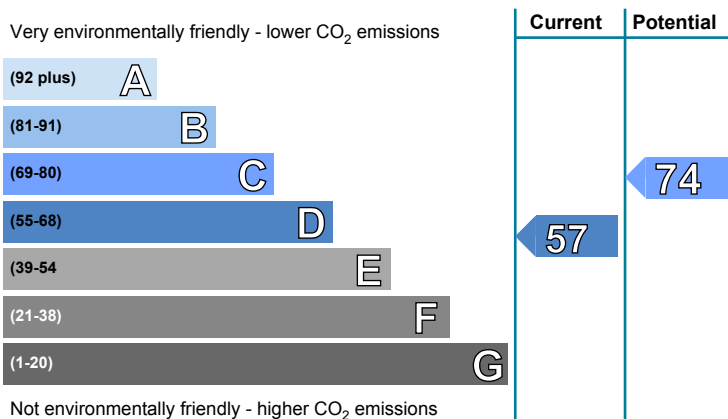 Current Potential
Very environmentally friendly - lower CO2 emissions
(92 plus) A
(81-91) B
(69-80) C
74
(55-68) D
57
(39-54 E
(21-38) F
(1-20) G
Not environmentally friendly - higher CO2 emissions